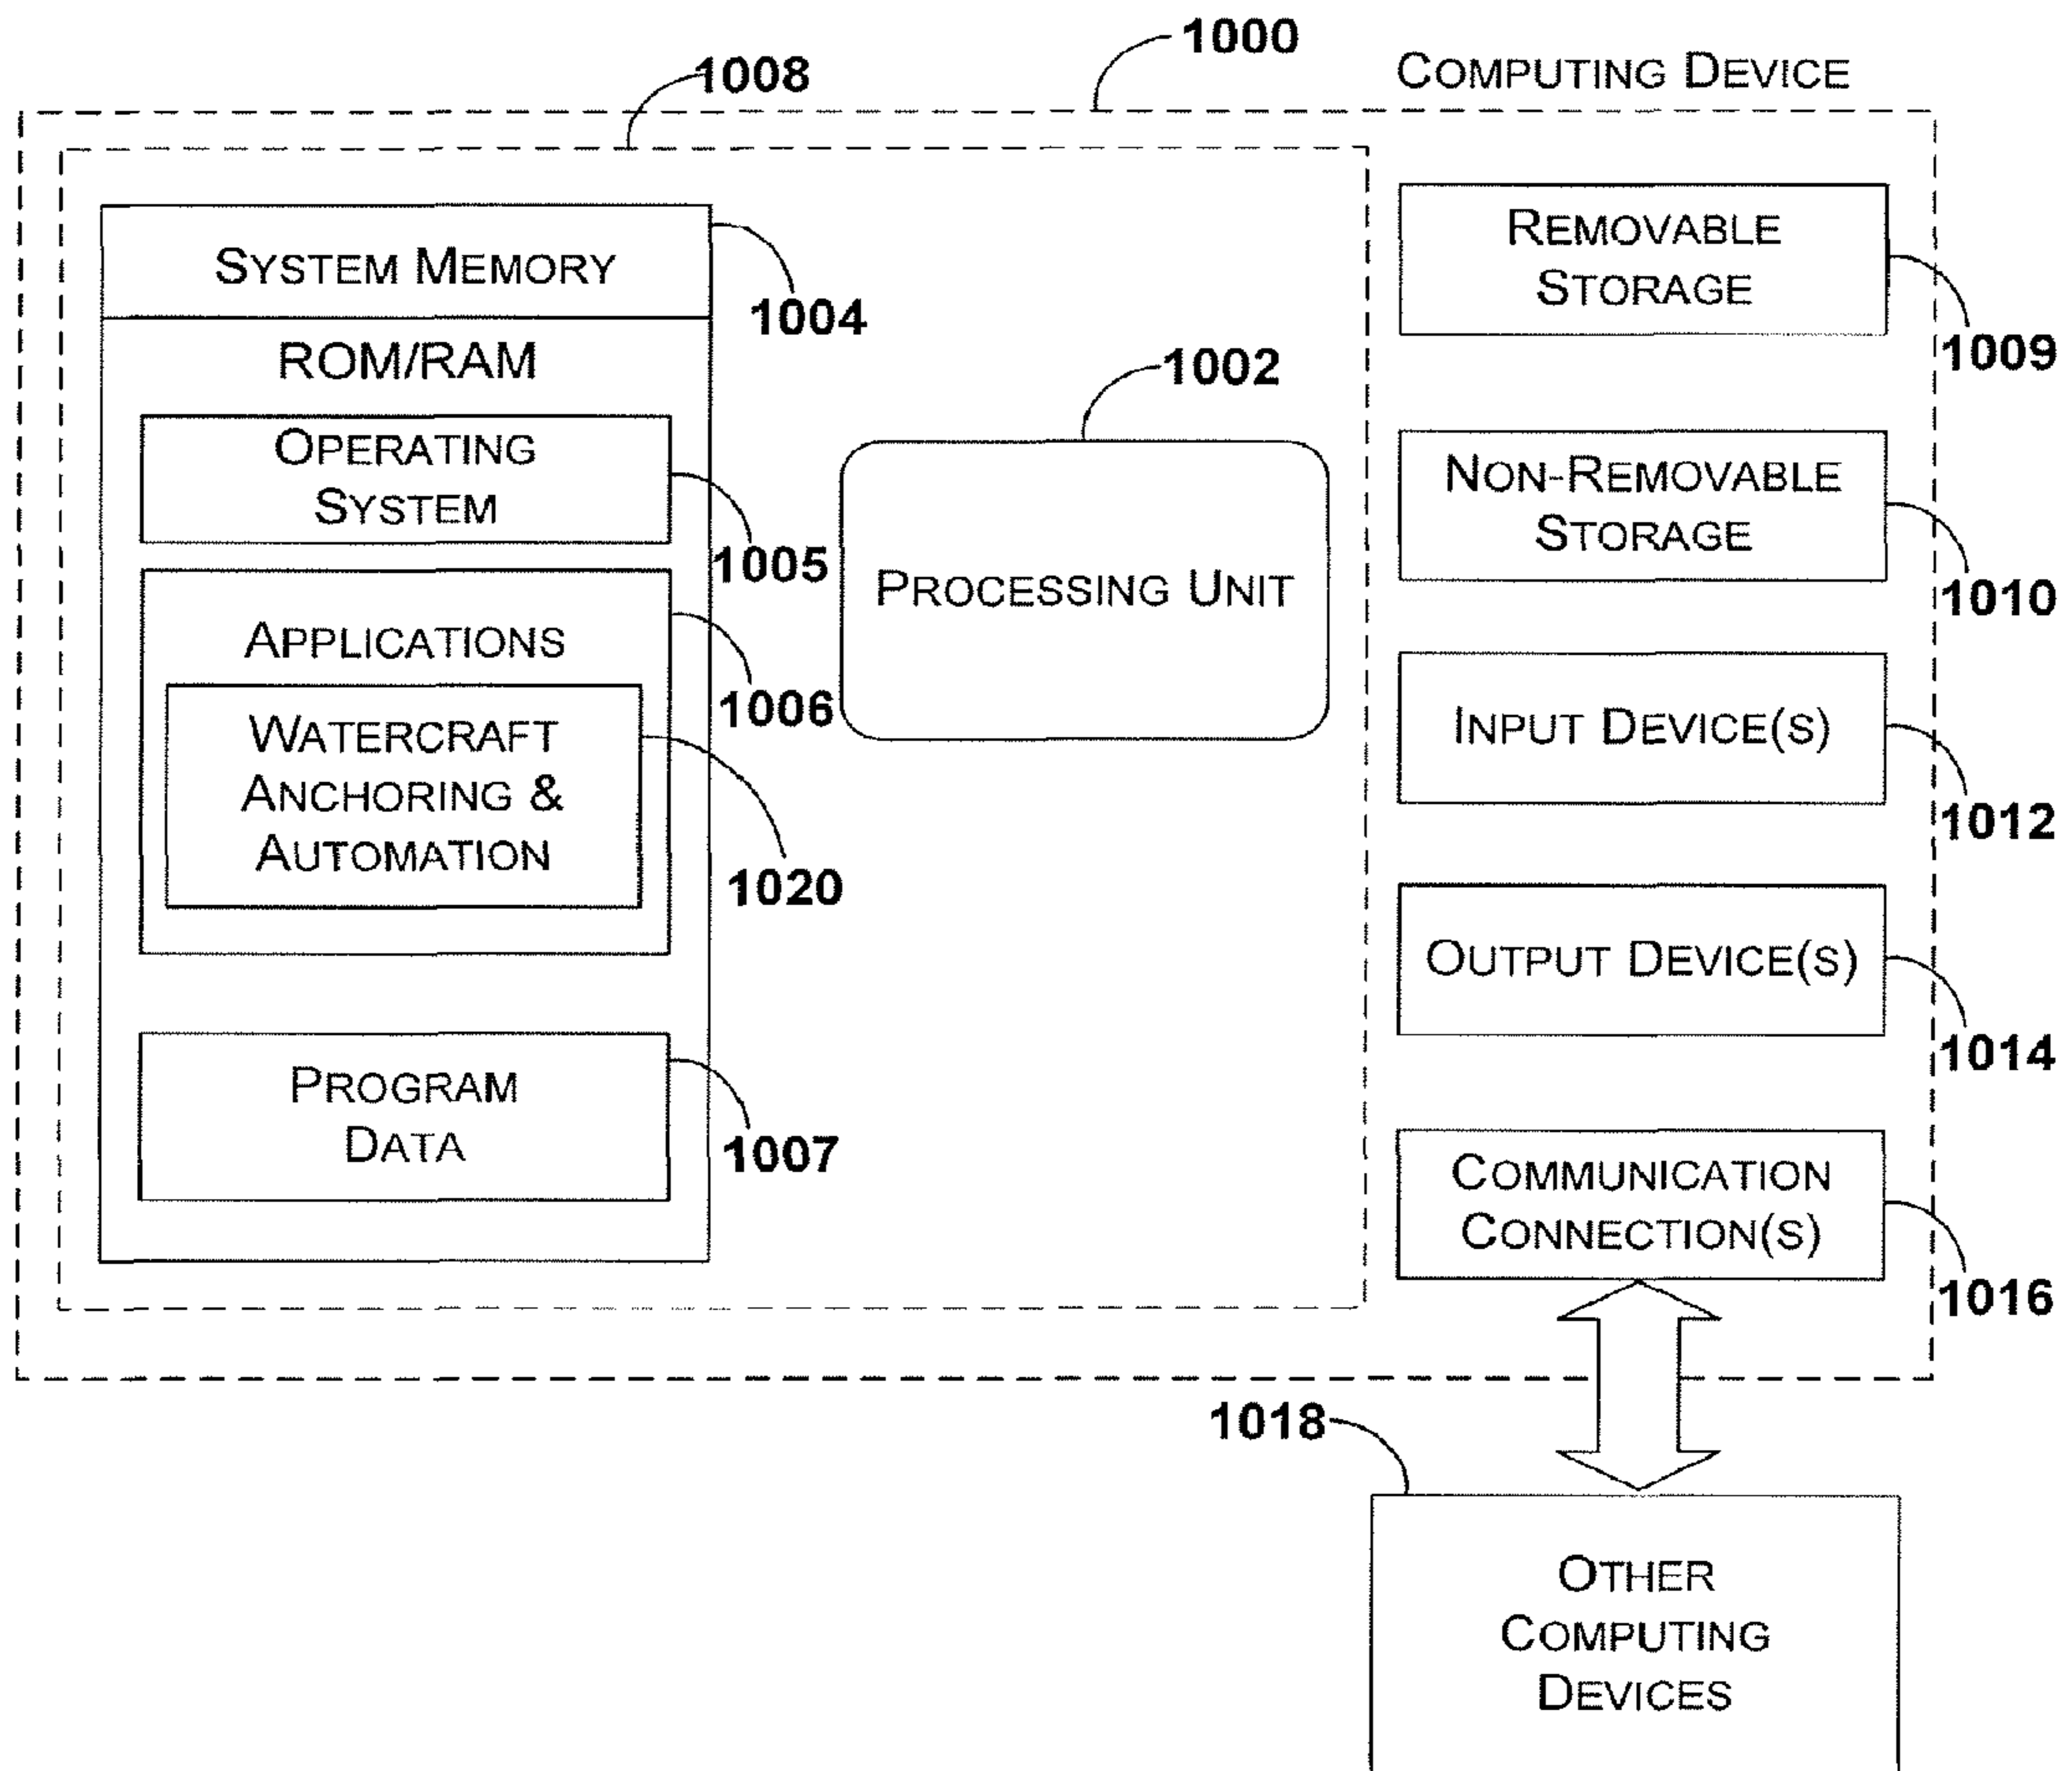 1000
COMPUTING DEVICE
1008
SYSTEM MEMORY
1004
ROM/RAM
OPERATING
SYSTEM
1005
APPLICATIONS
1006
WATERCRAFT
ANCHORING &
AUTOMATION
1020
PROGRAM
DATA
1007
1002
PROCESSING UNIT
REMOVABLE
STORAGE
1009
NON-REMOVABLE
STORAGE
1010
INPUT DEVICE(S)
1012
OUTPUT DEVICE(S)
1014
COMMUNICATION
CONNECTION(S)
1016
1018
OTHER
COMPUTING
DEVICES